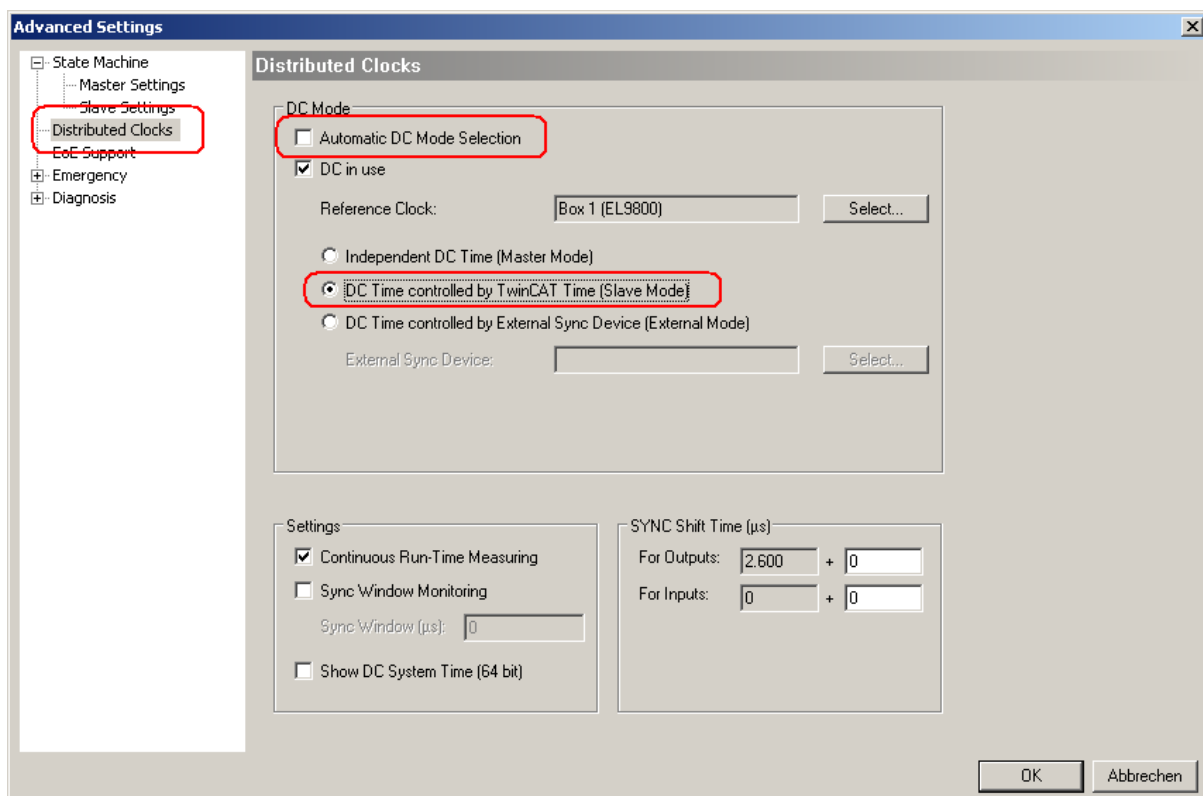 Advanced Settings
State Machine
Master Settings
Slave Settings
Distributed Clocks
EoE Support
Emergency
Diagnosis
Distributed Clocks
DC Mode
Automatic DC Mode Selection
DC in use
Reference Clock: Box 1 (EL9800) Select...
Independent DC Time (Master Mode)
DC Time controlled by TwinCAT Time (Slave Mode)
DC Time controlled by External Sync Device (External Mode)
External Sync Device: Select...
Settings
Continuous Run-Time Measuring
Sync Window Monitoring
Sync Window (µs): 0
Show DC System Time (64 bit)
SYNC Shift Time (µs)
For Outputs: 2.600 + 0
For Inputs: 0 + 0
OK Abbrechen